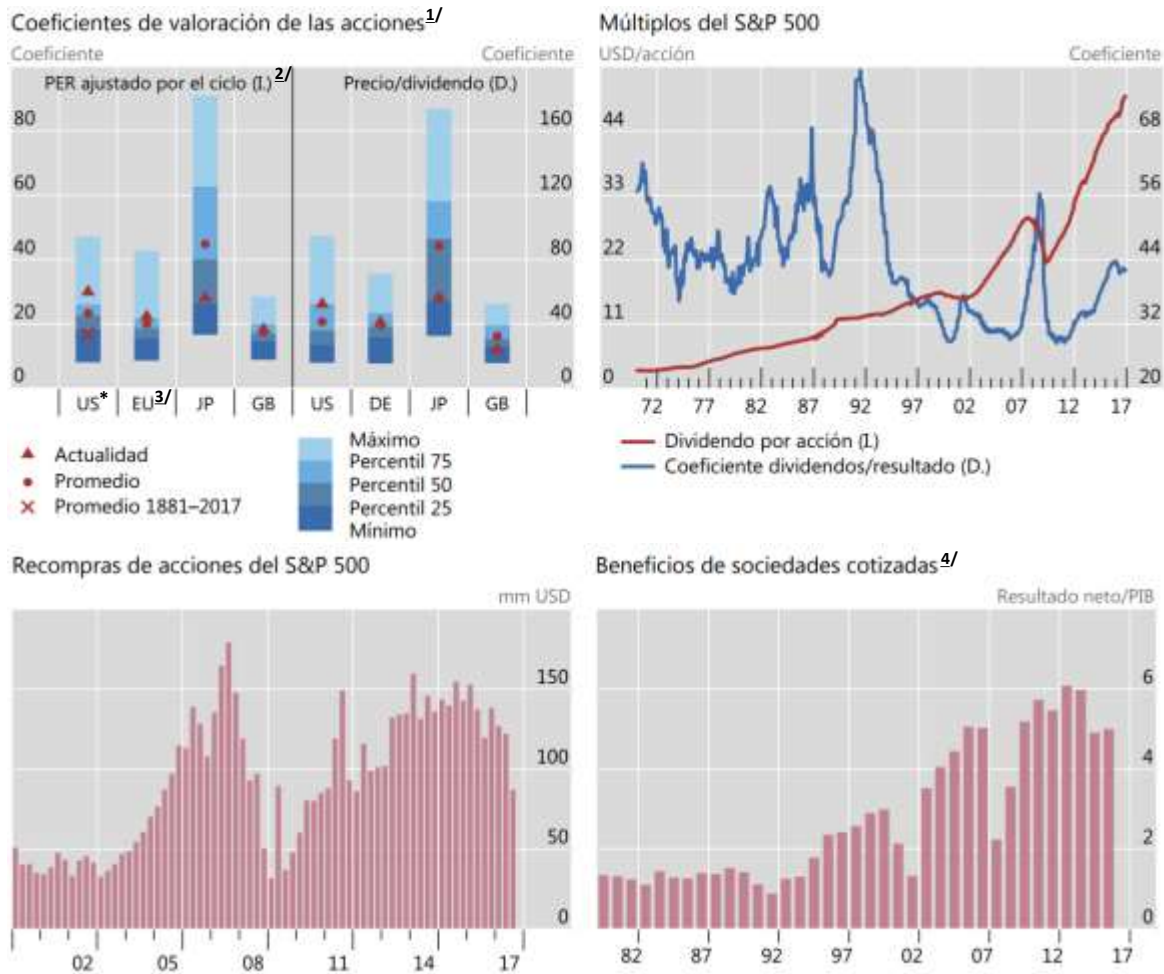 Coeficientes de valoración de las acciones1/
Coeficiente Coeficiente
PER ajustado por el ciclo (I.)2/ Precio/dividendo (D.)
80 160
60 120
40 80
20 40
0 0
US* EU3/ JP GB US DE JP GB
Actualidad
Promedio
Promedio 1881–2017
Máximo
Percentil 75
Percentil 50
Percentil 25
Mínimo
Múltiplos del S&P 500
USD/acción Coeficiente
44 68
33 56
22 44
11 32
0 20
72 77 82 87 92 97 02 07 12 17
Dividendo por acción (I.)
Coeficiente dividendos/resultado (D.)
Recompras de acciones del S&P 500
mm USD
150
100
50
0
02 05 08 11 14 17
Beneficios de sociedades cotizadas4/
Resultado neto/PIB
6
4
2
0
82 87 92 97 02 07 12 17